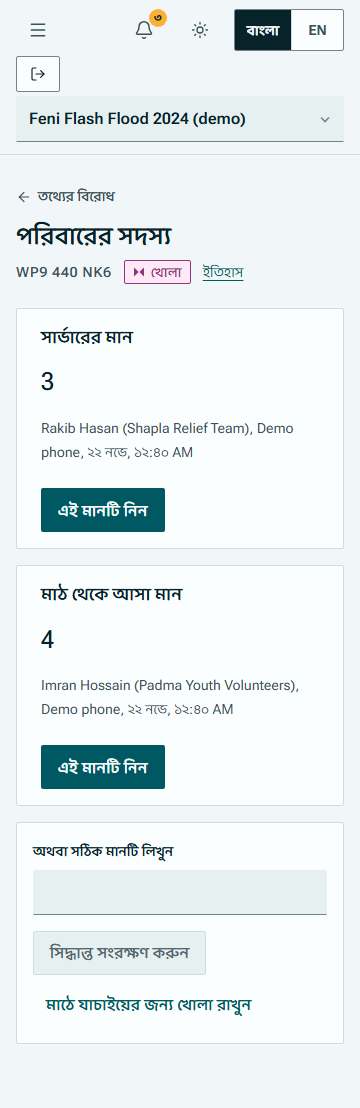 ৩
বাংলা EN
Feni Flash Flood 2024 (demo)
← তথ্যের বিরোধ
পরিবারের সদস্য
WP9 440 NK6 খোলা ইতিহাস
সার্ভারের মান
3
Rakib Hasan (Shapla Relief Team), Demo
phone, ২২ নভে, ১২:৪০ AM
এই মানটি নিন
মাঠ থেকে আসা মান
4
Imran Hossain (Padma Youth Volunteers),
Demo phone, ২২ নভে, ১২:৪০ AM
এই মানটি নিন
অথবা সঠিক মানটি লিখুন
সিদ্ধান্ত সংরক্ষণ করুন
মাঠে যাচাইয়ের জন্য খোলা রাখুন